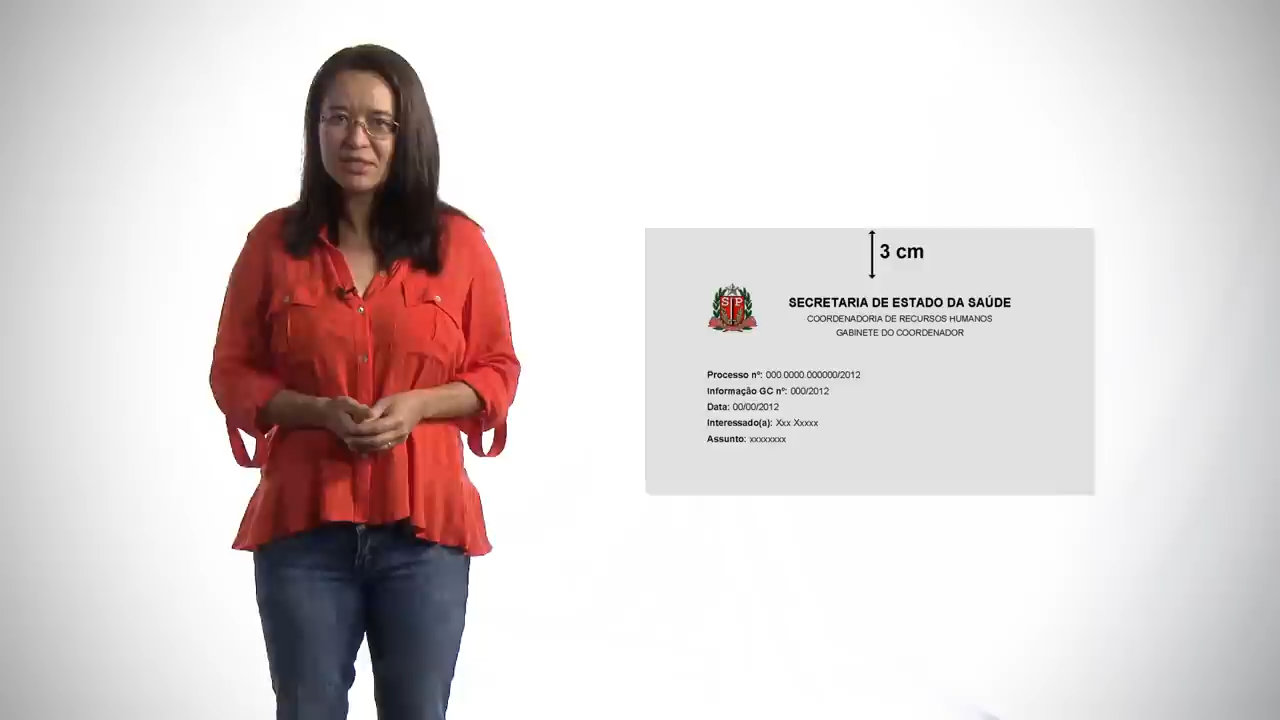 3 cm
SP
SECRETARIA DE ESTADO DA SAÚDE
COORDENADORIA DE RECURSOS HUMANOS
GABINETE DO COORDENADOR
Processo nº: 000.0000.000000/2012
Informação GC nº: 000/2012
Data: 00/00/2012
Interessado(a): Xxx Xxxxx
Assunto: xxxxxxxx